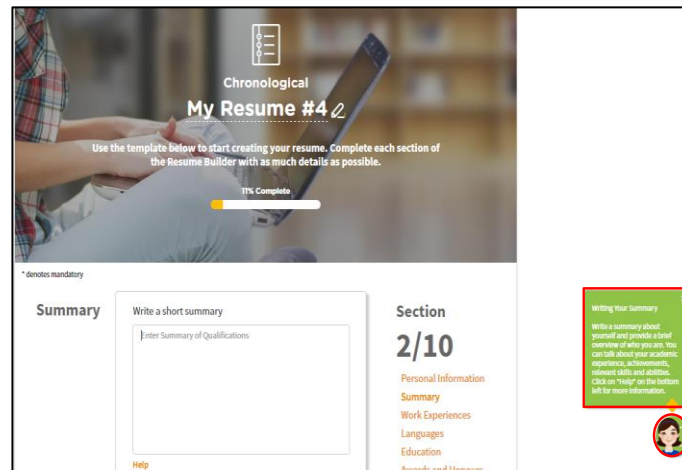 Chronological
My Resume #4
Use the template below to start creating your resume. Complete each section of
the Resume Builder with as much details as possible.
11% Complete
* denotes mandatory
Summary
Write a short summary
Enter Summary of Qualifications
Help
Section
2/10
Personal Information
Summary
Work Experiences
Languages
Education
Awards and Honours
Writing Your Summary
Write a summary about
yourself and provide a brief
overview of who you are. You
can talk about your academic
experience, achievements,
relevant skills and abilities.
Click on "Help" on the bottom
left for more information.